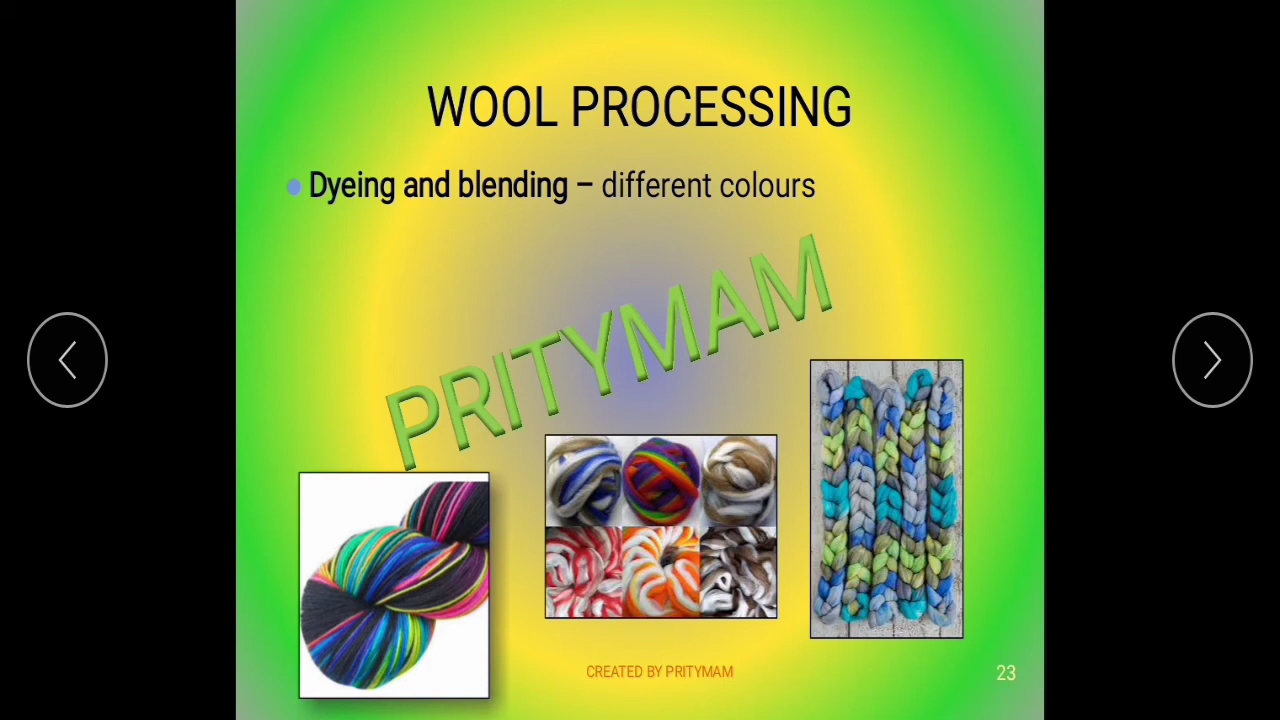 WOOL PROCESSING
Dyeing and blending – different colours
PRITYMAM
CREATED BY PRITYMAM
23